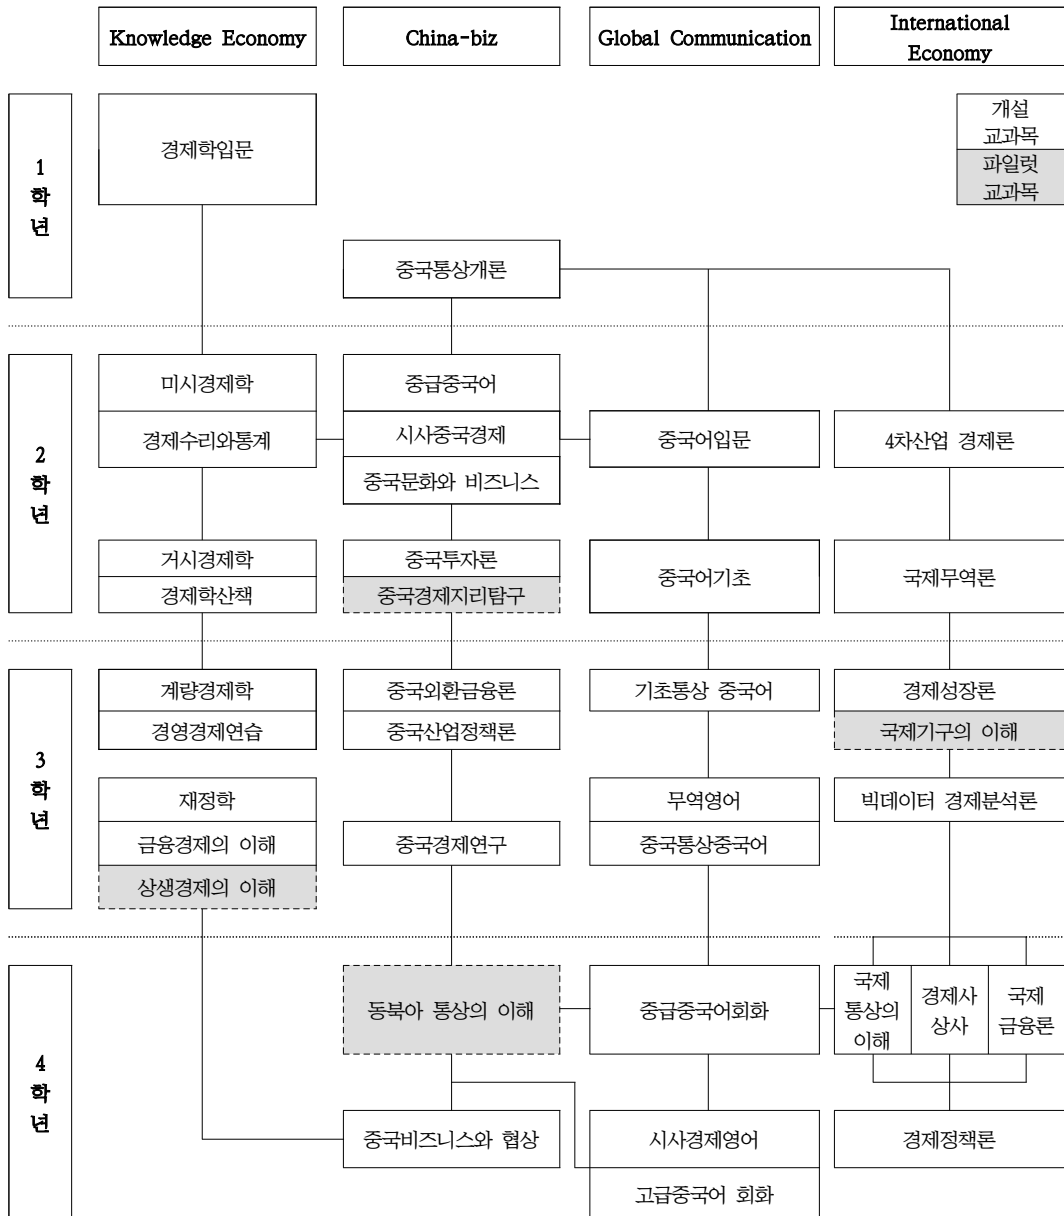 Knowledge Economy
China-biz
Global Communication
International
Economy
1
학
년
경제학입문
개설
교과목
파일럿
교과목
중국통상개론
2
학
년
미시경제학
중급중국어
경제수리와통계
시사중국경제
중국어입문
4차산업 경제론
중국문화와 비즈니스
거시경제학
중국투자론
중국어기초
국제무역론
경제학산책
중국경제지리탐구
3
학
년
계량경제학
중국외환금융론
기초통상 중국어
경제성장론
경영경제연습
중국산업정책론
국제기구의 이해
재정학
무역영어
빅데이터 경제분석론
금융경제의 이해
중국경제연구
중국통상중국어
상생경제의 이해
4
학
년
동북아 통상의 이해
중급중국어회화
국제
통상의
이해
경제사
상사
국제
금융론
중국비즈니스와 협상
시사경제영어
경제정책론
고급중국어 회화